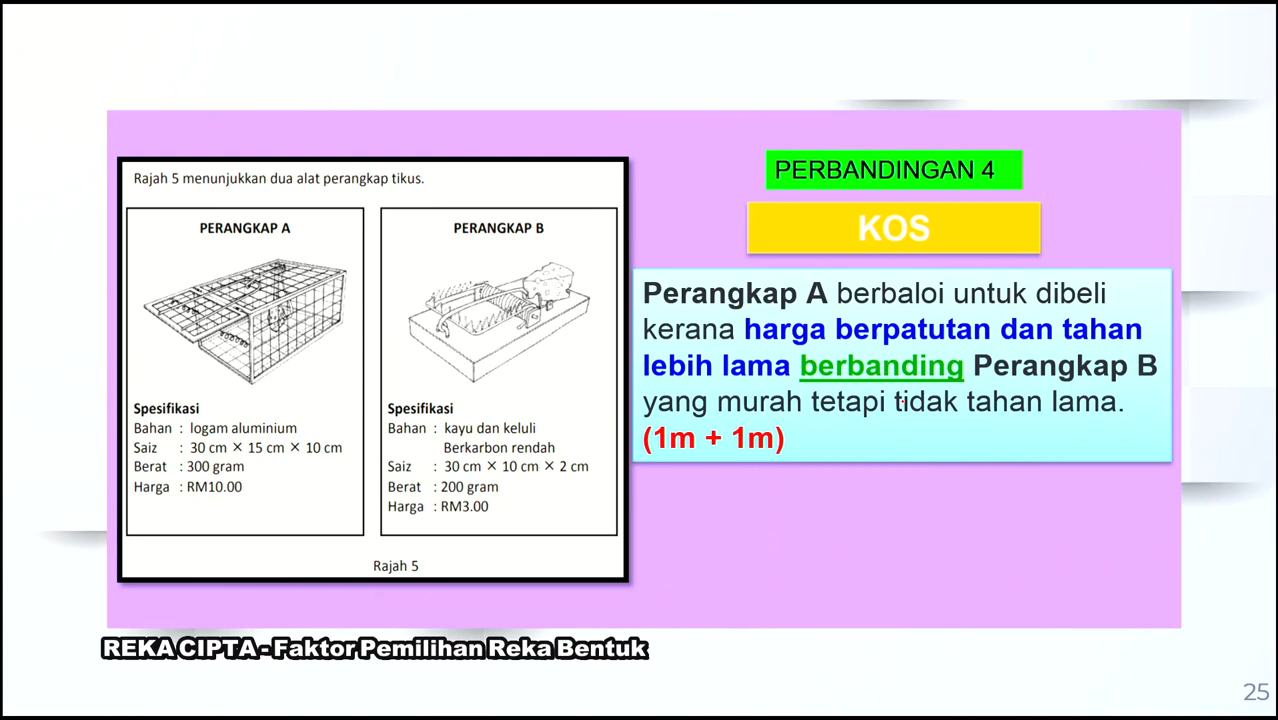 Rajah 5 menunjukkan dua alat perangkap tikus.
PERANGKAP A
Spesifikasi
Bahan : logam aluminium
Saiz : 30 cm × 15 cm × 10 cm
Berat : 300 gram
Harga : RM10.00
PERANGKAP B
Spesifikasi
Bahan : kayu dan keluli
Berkarbon rendah
Saiz : 30 cm × 10 cm × 2 cm
Berat : 200 gram
Harga : RM3.00
Rajah 5
PERBANDINGAN 4
KOS
Perangkap A berbaloi untuk dibeli
kerana harga berpatutan dan tahan
lebih lama berbanding Perangkap B
yang murah tetapi tidak tahan lama.
(1m + 1m)
REKA CIPTA - Faktor Pemilihan Reka Bentuk
25